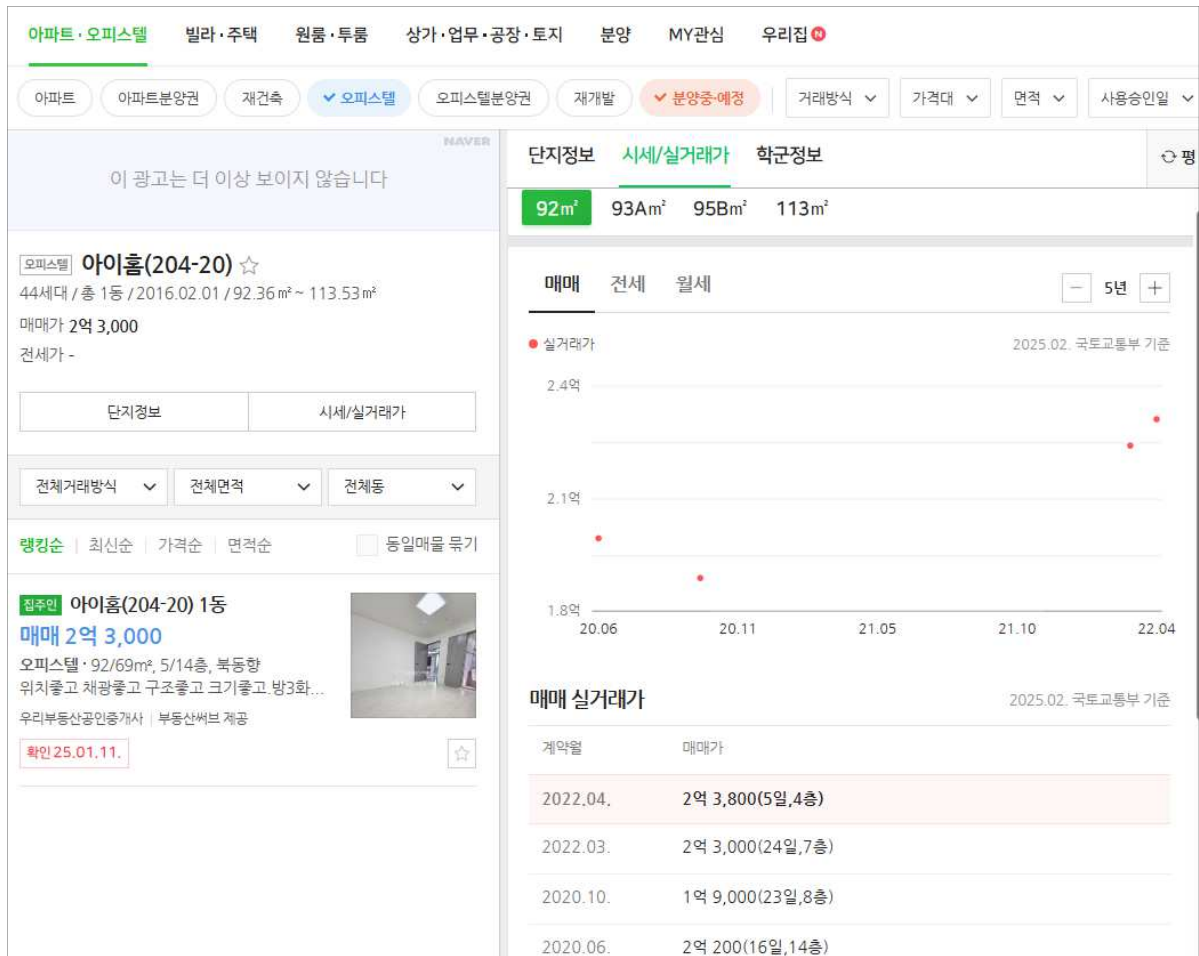 아파트·오피스텔 빌라·주택 원룸·투룸 상가·업무·공장·토지 분양 MY관심 우리집 N
아파트 아파트분양권 재건축 오피스텔 오피스텔분양권 재개발 분양중·예정 거래방식 가격대 면적 사용승인일
NAVER
이 광고는 더 이상 보이지 않습니다
오피스텔 아이홈(204-20)
44세대 / 총 1동 / 2016.02.01 / 92.36㎡ ~ 113.53㎡
매매가 2억 3,000
전세가 -
단지정보 시세/실거래가
전체거래방식 전체면적 전체동
랭킹순 최신순 가격순 면적순 동일매물 묶기
집주인 아이홈(204-20) 1동
매매 2억 3,000
오피스텔 · 92/69㎡, 5/14층, 북동향
위치좋고 채광좋고 구조좋고 크기좋고.방3화...
우리부동산공인중개사 부동산써브 제공
확인 25.01.11.
단지정보 시세/실거래가 학군정보 평
92㎡ 93A㎡ 95B㎡ 113㎡
매매 전세 월세 - 5년 +
실거래가 2025.02. 국토교통부 기준
2.4억
2.1억
1.8억
20.06 20.11 21.05 21.10 22.04
매매 실거래가 2025.02. 국토교통부 기준
계약월 매매가
2022.04. 2억 3,800(5일,4층)
2022.03. 2억 3,000(24일,7층)
2020.10. 1억 9,000(23일,8층)
2020.06. 2억 200(16일,14층)